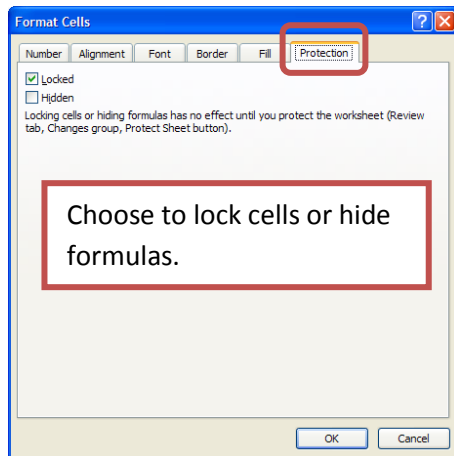 Format Cells
Number Alignment Font Border Fill Protection
Locked
Hidden
Locking cells or hiding formulas has no effect until you protect the worksheet (Review
tab, Changes group, Protect Sheet button).
Choose to lock cells or hide
formulas.
OK Cancel